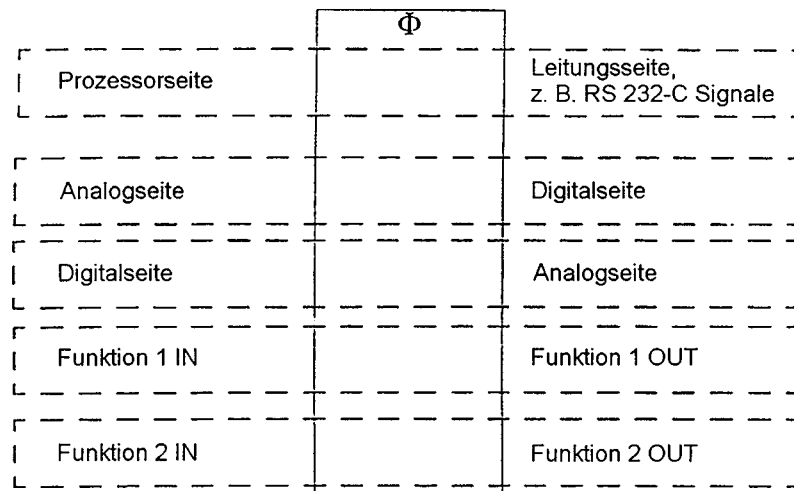 Φ
Prozessorseite
Leitungsseite,
z. B. RS 232-C Signale
Analogseite
Digitalseite
Digitalseite
Analogseite
Funktion 1 IN
Funktion 1 OUT
Funktion 2 IN
Funktion 2 OUT